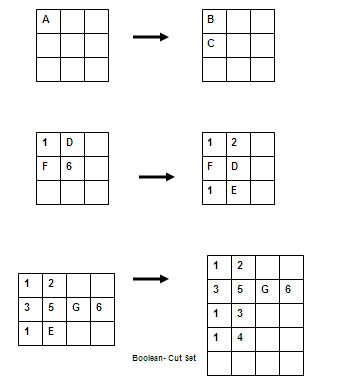 A
B
C
1 D
F 6
1 2
F D
1 E
1 2
3 5 G 6
1 E
1 2
3 5 G 6
1 3
1 4
Boolean- Cut Set